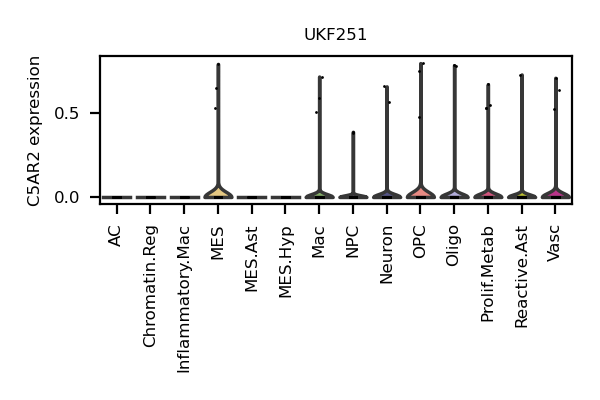 UKF251
C5AR2 expression
0.5
0.0
AC
Chromatin.Reg
Inflammatory.Mac
MES
MES.Ast
MES.Hyp
Mac
NPC
Neuron
OPC
Oligo
Prolif.Metab
Reactive.Ast
Vasc